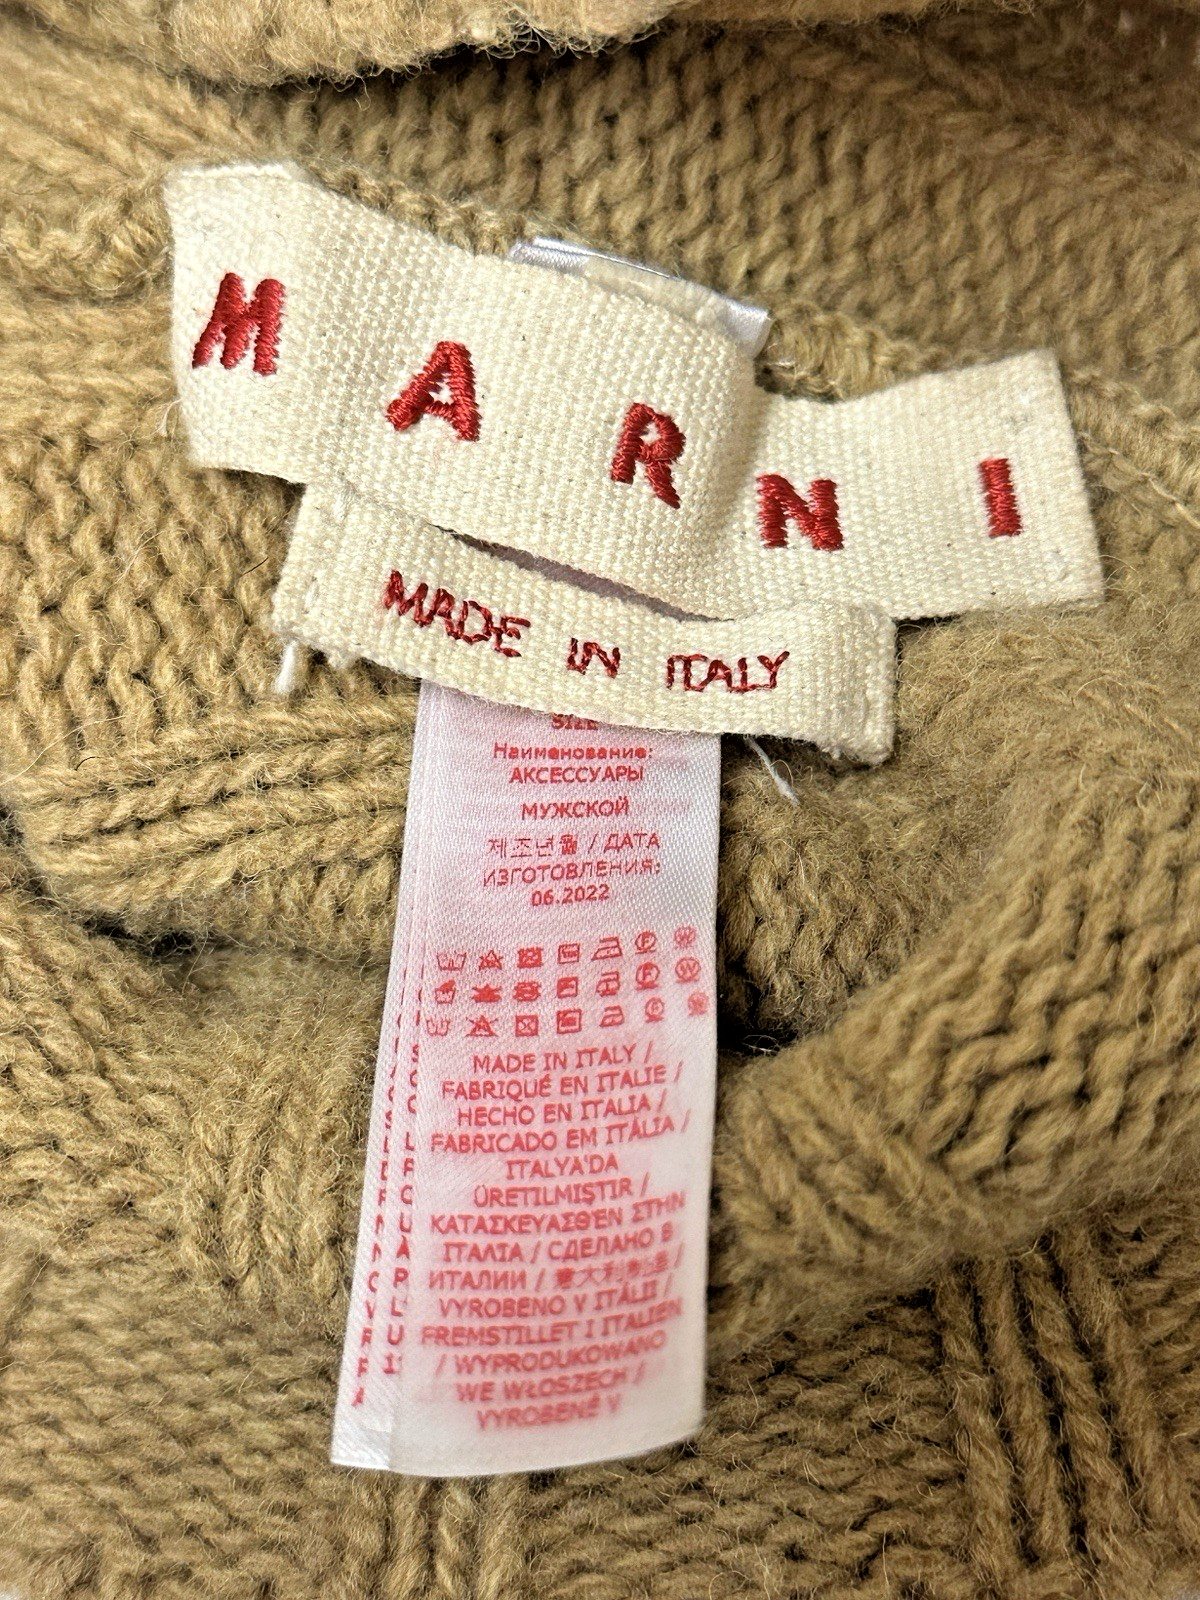 MARNI
MADE IN ITALY
SIZE
Наименование:
АКСЕССУАРЫ
МУЖСКОЙ
제조년월 / ДАТА
ИЗГОТОВЛЕНИЯ:
06.2022
MADE IN ITALY /
FABRIQUÉ EN ITALIE /
HECHO EN ITALIA /
FABRICADO EM ITÁLIA /
ITALYA'DA
ÜRETILMIŞTIR /
ΚΑΤΑΣΚΕΥΑΣΘΈΝ ΣΤΗΝ
ΙΤΑΛΙΑ / СДЕЛАНО В
ИТАЛИИ / 意大利制造 /
VYROBENO V ITÁLII /
FREMSTILLET I ITALIEN
/ WYPRODUKOWANO
WE WŁOSZECH /
VYROBENÉ V